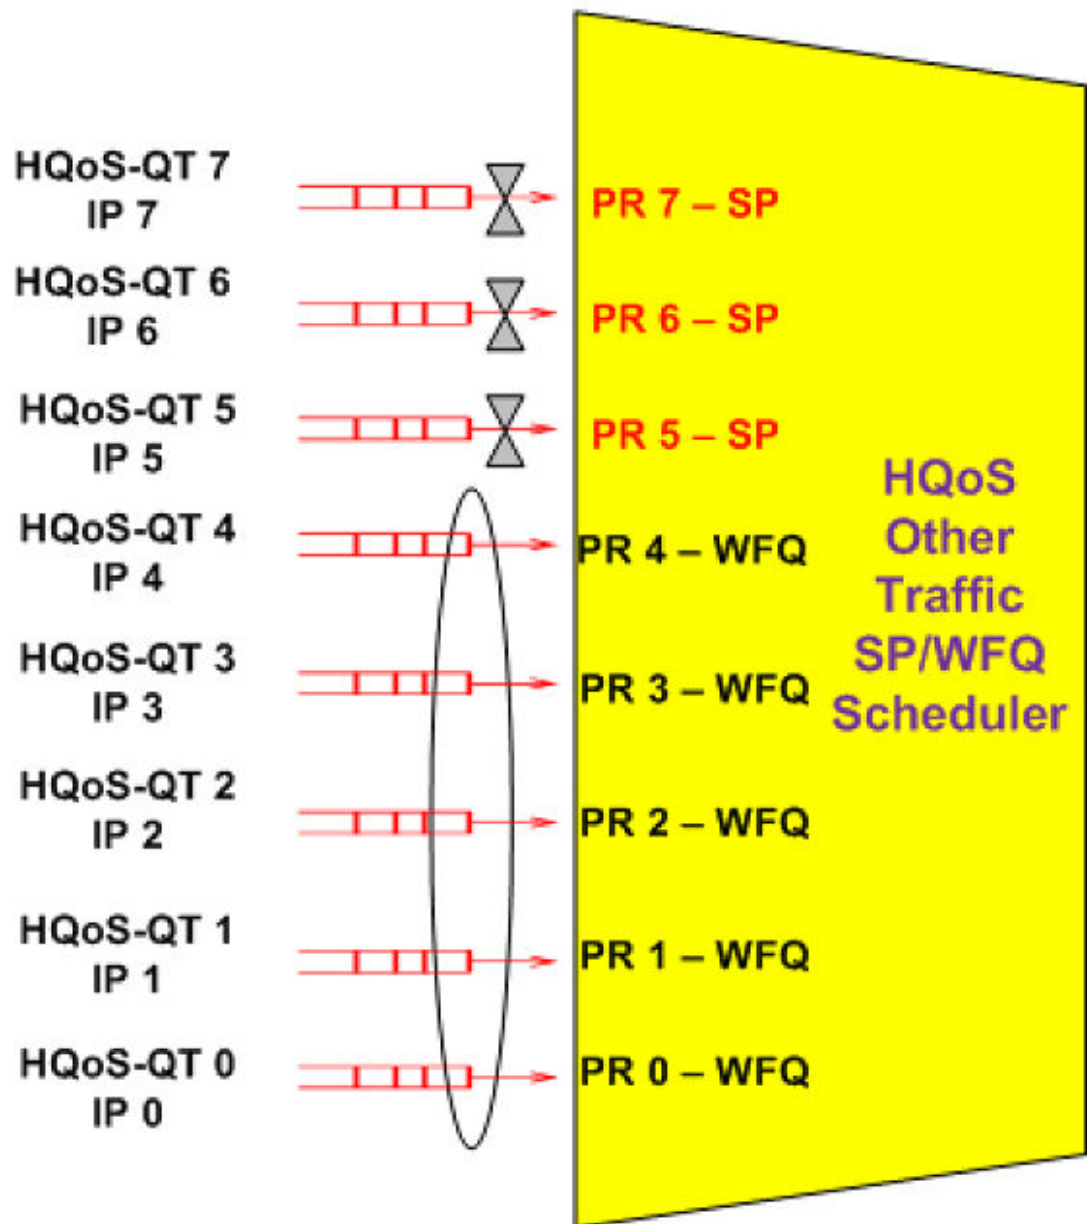 HQoS-QT 7
IP 7
PR 7 – SP
HQoS-QT 6
IP 6
PR 6 – SP
HQoS-QT 5
IP 5
PR 5 – SP
HQoS-QT 4
IP 4
PR 4 – WFQ
HQoS-QT 3
IP 3
PR 3 – WFQ
HQoS-QT 2
IP 2
PR 2 – WFQ
HQoS-QT 1
IP 1
PR 1 – WFQ
HQoS-QT 0
IP 0
PR 0 – WFQ
HQoS
Other
Traffic
SP/WFQ
Scheduler